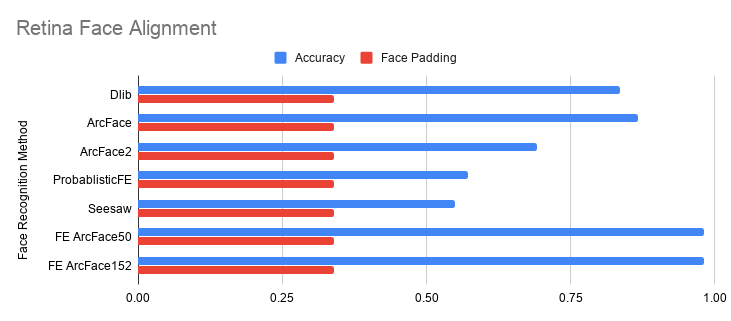 Retina Face Alignment
Accuracy
Face Padding
Face Recognition Method
Dlib
ArcFace
ArcFace2
ProbablisticFE
Seesaw
FE ArcFace50
FE ArcFace152
0.00 0.25 0.50 0.75 1.00